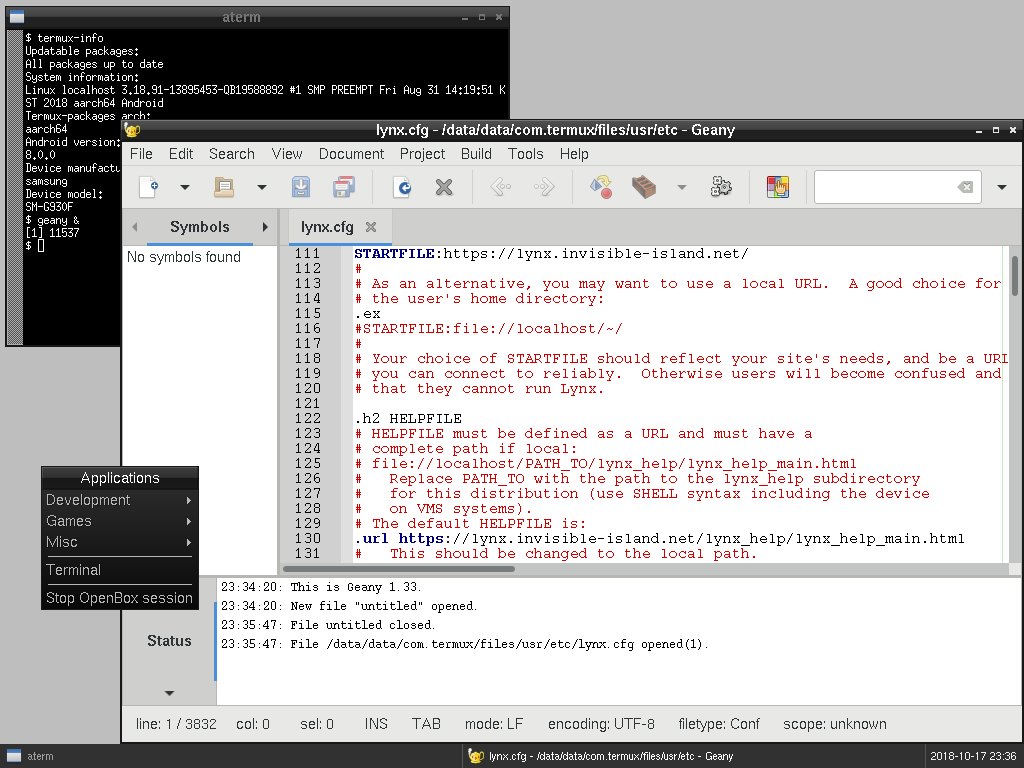 aterm
$ termux-info
Updatable packages:
All packages up to date
System information:
Linux localhost 3.18.91-13895453-QB19588892 #1 SMP PREEMPT Fri Aug 31 14:19:51 K
ST 2018 aarch64 Android
Termux-packages arch:
aarch64
Android version:
8.0.0
Device manufactu
samsung
Device model:
SM-G930F
$ geany &
[1] 11537
$
lynx.cfg - /data/data/com.termux/files/usr/etc - Geany
File Edit Search View Document Project Build Tools Help
Symbols
lynx.cfg
No symbols found
111 STARTFILE:https://lynx.invisible-island.net/
112 #
113 # As an alternative, you may want to use a local URL.  A good choice for
114 # the user's home directory:
115 .ex
116 #STARTFILE:file://localhost/~/
117 #
118 # Your choice of STARTFILE should reflect your site's needs, and be a URL
119 # you can connect to reliably.  Otherwise users will become confused and
120 # that they cannot run Lynx.
121
122 .h2 HELPFILE
123 # HELPFILE must be defined as a URL and must have a
124 # complete path if local:
125 # file://localhost/PATH_TO/lynx_help/lynx_help_main.html
126 #   Replace PATH_TO with the path to the lynx_help subdirectory
127 #   for this distribution (use SHELL syntax including the device
128 #   on VMS systems).
129 # The default HELPFILE is:
130 .url https://lynx.invisible-island.net/lynx_help/lynx_help_main.html
131 #   This should be changed to the local path.
Applications
Development
Games
Misc
Terminal
Stop OpenBox session
Status
23:34:20: This is Geany 1.33.
23:34:20: New file "untitled" opened.
23:35:47: File untitled closed.
23:35:47: File /data/data/com.termux/files/usr/etc/lynx.cfg opened(1).
line: 1 / 3832 col: 0 sel: 0 INS TAB mode: LF encoding: UTF-8 filetype: Conf scope: unknown
aterm
lynx.cfg - /data/data/com.termux/files/usr/etc - Geany
2018-10-17 23:36